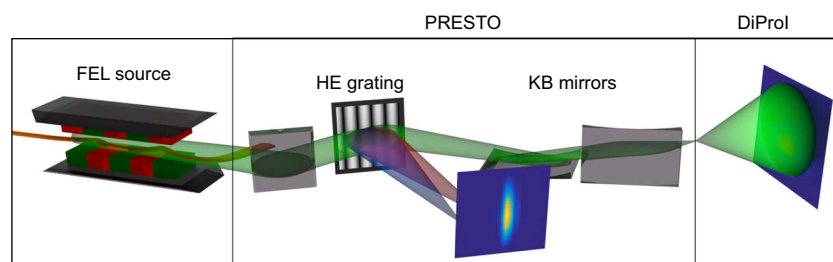 PRESTO
DiProI
FEL source
HE grating
KB mirrors